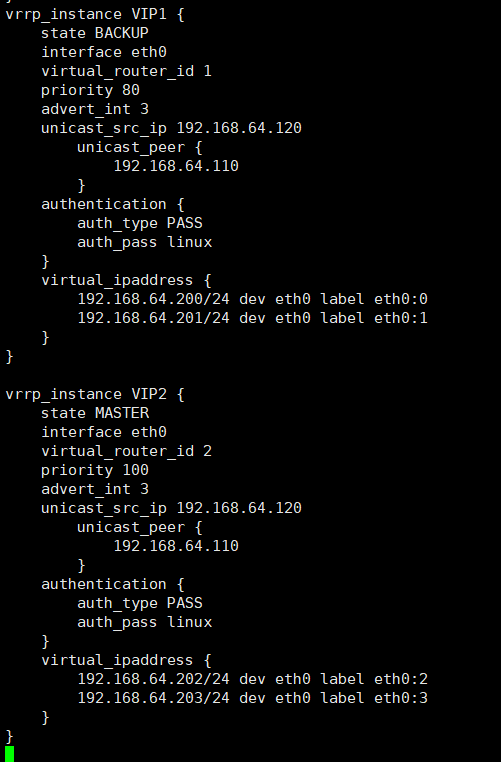 }
vrrp_instance VIP1 {
    state BACKUP
    interface eth0
    virtual_router_id 1
    priority 80
    advert_int 3
    unicast_src_ip 192.168.64.120
        unicast_peer {
            192.168.64.110
        }
    authentication {
        auth_type PASS
        auth_pass linux
    }
    virtual_ipaddress {
        192.168.64.200/24 dev eth0 label eth0:0
        192.168.64.201/24 dev eth0 label eth0:1
    }
}

vrrp_instance VIP2 {
    state MASTER
    interface eth0
    virtual_router_id 2
    priority 100
    advert_int 3
    unicast_src_ip 192.168.64.120
        unicast_peer {
            192.168.64.110
        }
    authentication {
        auth_type PASS
        auth_pass linux
    }
    virtual_ipaddress {
        192.168.64.202/24 dev eth0 label eth0:2
        192.168.64.203/24 dev eth0 label eth0:3
    }
}